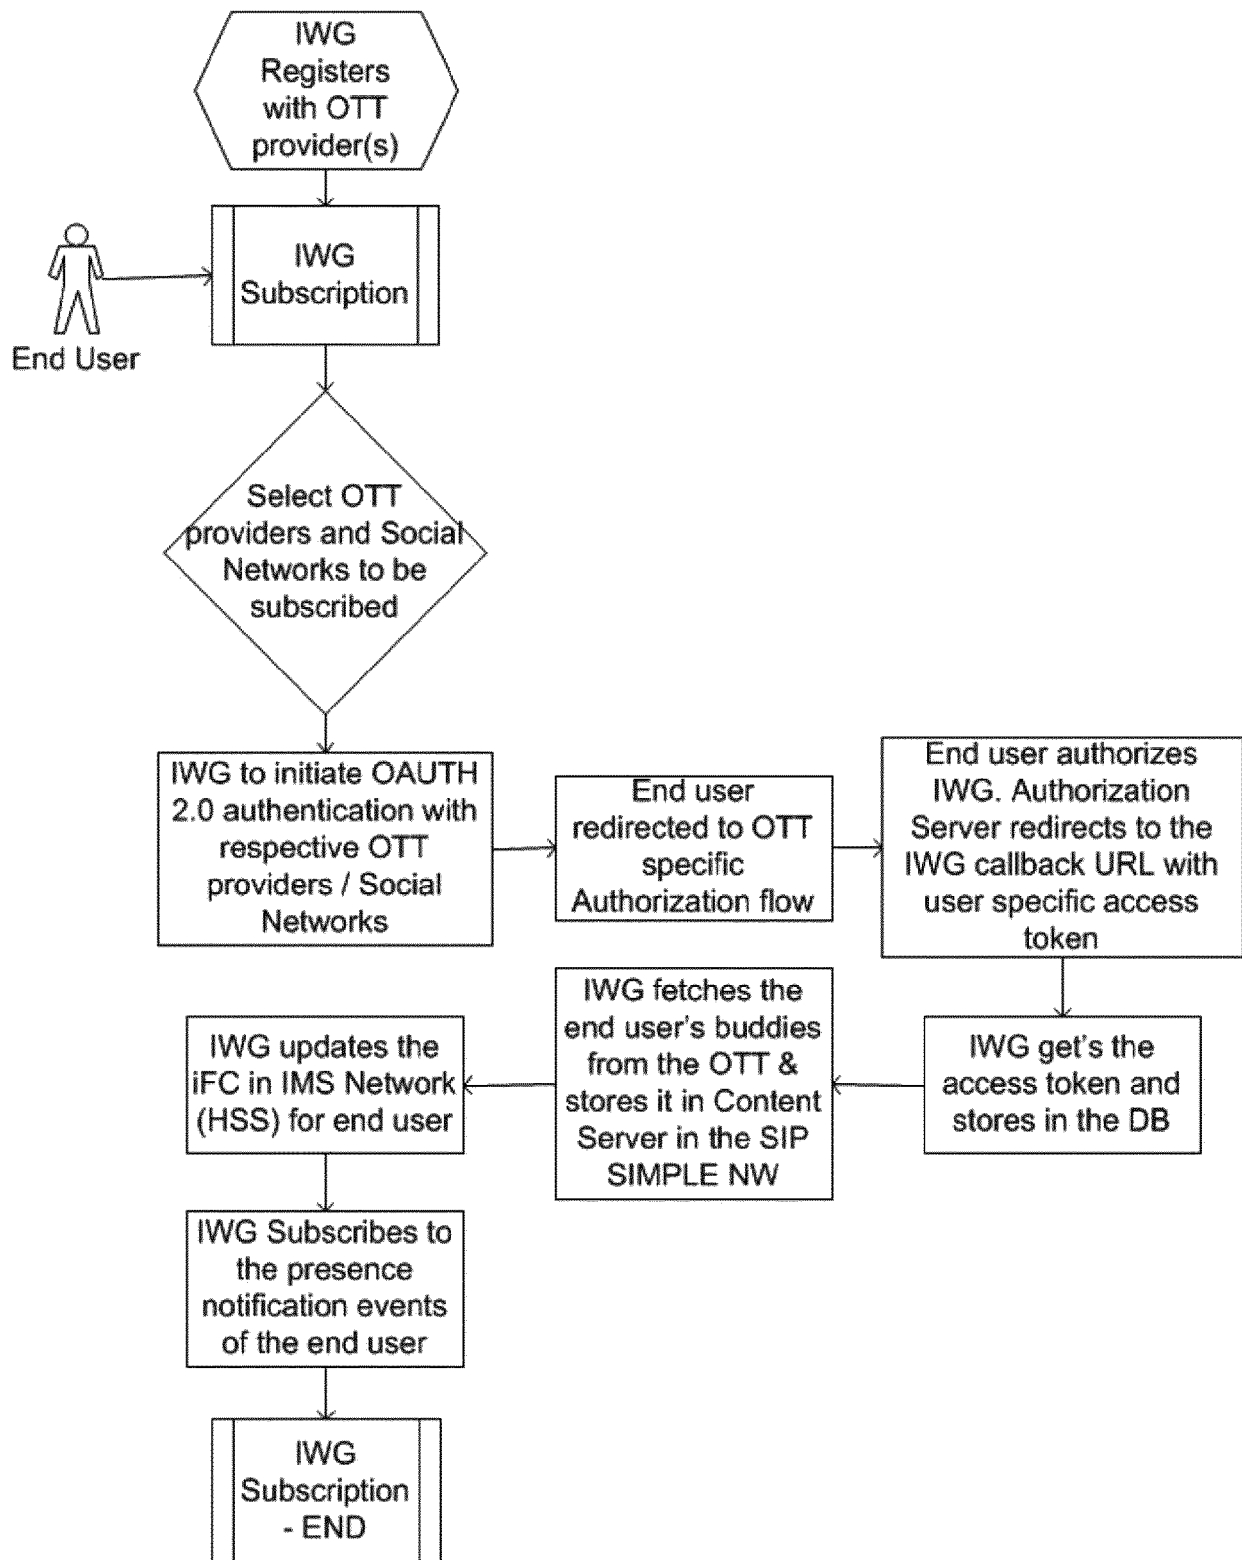 IWG
Registers
with OTT
provider(s)
IWG
Subscription
End User
Select OTT
providers and Social
Networks to be
subscribed
IWG to initiate OAUTH
2.0 authentication with
respective OTT
providers / Social
Networks
End user
redirected to OTT
specific
Authorization flow
End user authorizes
IWG. Authorization
Server redirects to the
IWG callback URL with
user specific access
token
IWG get's the
access token and
stores in the DB
IWG fetches the
end user's buddies
from the OTT &
stores it in Content
Server in the SIP
SIMPLE NW
IWG updates the
iFC in IMS Network
(HSS) for end user
IWG Subscribes to
the presence
notification events
of the end user
IWG
Subscription
- END